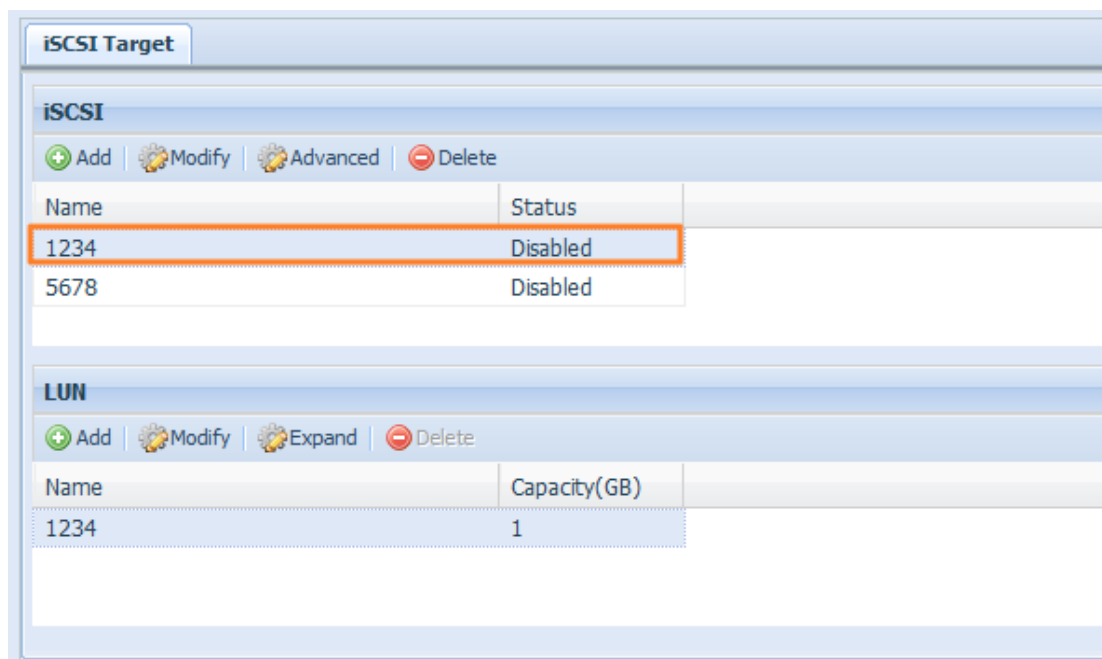 iSCSI Target
iSCSI
Add Modify Advanced Delete
Name Status
1234 Disabled
5678 Disabled
LUN
Add Modify Expand Delete
Name Capacity(GB)
1234 1